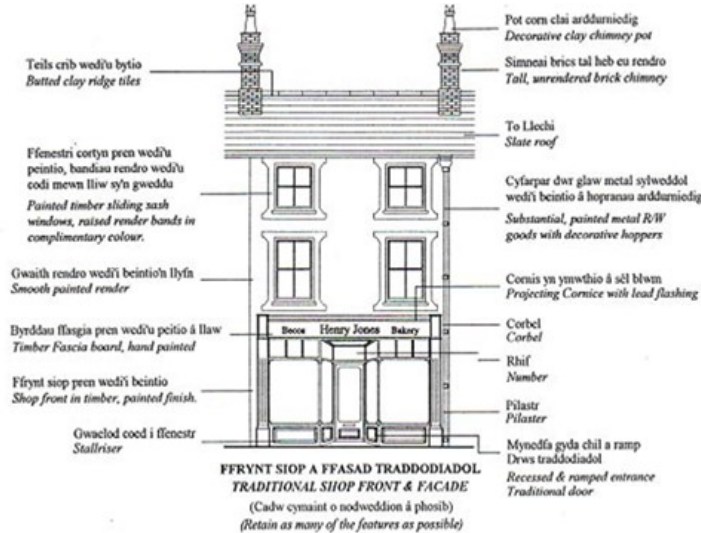 Pot corn clai arddurniedig
Decorative clay chimney pot
Teils crib wedi'u bytio
Butted clay ridge tiles
Simneai brics tal heb eu rendro
Tall, unrendered brick chimney
To Llechi
Slate roof
Ffenestri cortyn pren wedi'u
peintio, bandiau rendro wedi'u
codi mewn lliw sy'n gweddu
Painted timber sliding sash
windows, raised render bands in
complimentary colour.
Cyfarpar dwr glaw metal sylweddol
wedi'i beintio â hopranau arddurniedig
Substantial, painted metal R/W
goods with decorative hoppers
Gwaith rendro wedi'i beintio'n llyfn
Smooth painted render
Cornis yn ymwthio â sêl blwm
Projecting Cornice with lead flashing
Byrddau ffasgia pren wedi'u peitio â llaw
Timber Fascia board, hand painted
Becce Henry Jones Bakery
Corbel
Corbel
Rhif
Number
Ffrynt siop pren wedi'i beintio
Shop front in timber, painted finish.
Pilastr
Pilaster
Gwaelod coed i ffenestr
Stallriser
Mynedfa gyda chil a ramp
Drws traddodiadol
Recessed & ramped entrance
Traditional door
FFRYNT SIOP A FFASAD TRADDODIADOL
TRADITIONAL SHOP FRONT & FACADE
(Cadw cymaint o nodweddion â phosib)
(Retain as many of the features as possible)